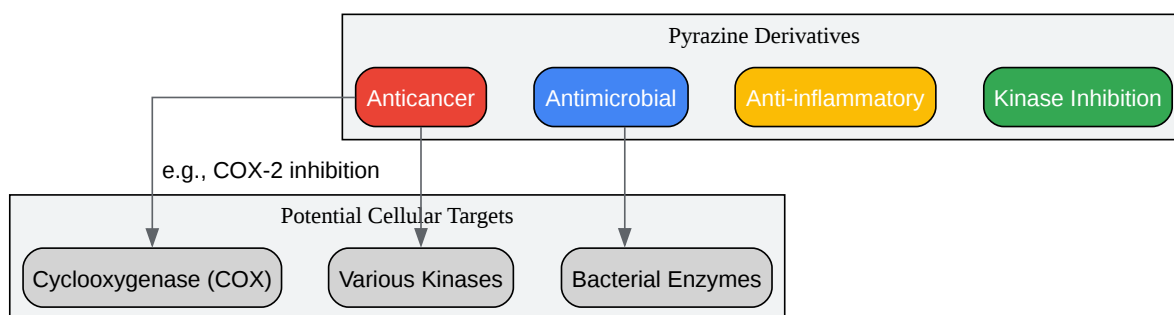 Pyrazine Derivatives
Anticancer
Antimicrobial
Anti-inflammatory
Kinase Inhibition
e.g., COX-2 inhibition
Potential Cellular Targets
Cyclooxygenase (COX)
Various Kinases
Bacterial Enzymes